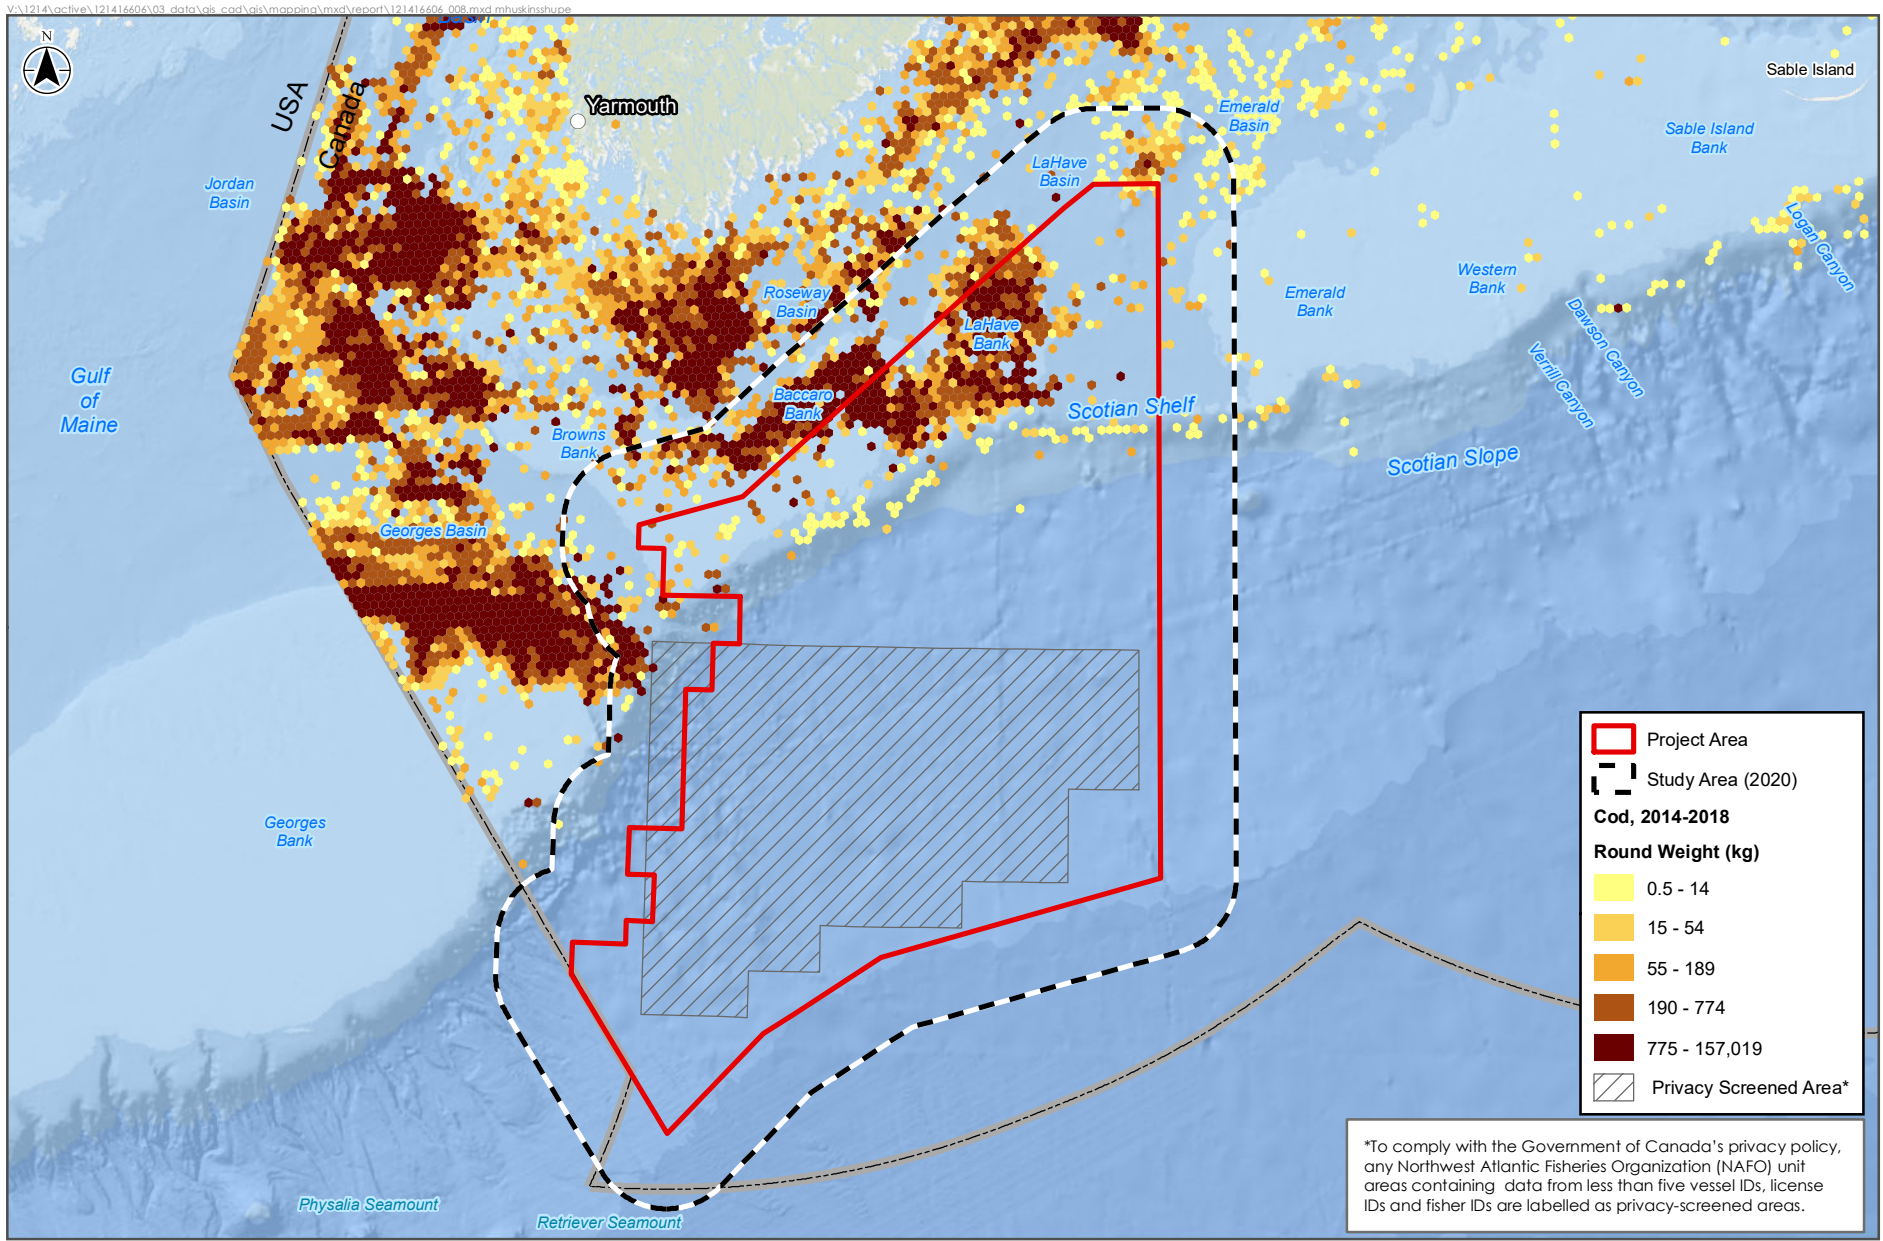 V:\1214\active\121416606\03_data\gis_cad\gis\mapping\mxd\report\121416606_008.mxd mhuskinsshupe
N
USA
Canada
Yarmouth
Sable Island
Emerald
Basin
Sable Island
Bank
LaHave
Basin
Jordan
Basin
Logan Canyon
Western
Bank
Emerald
Bank
Roseway
Basin
LaHave
Bank
Dawson Canyon
Verrill Canyon
Gulf
of
Maine
Baccaro
Bank
Scotian Shelf
Browns
Bank
Scotian Slope
Georges Basin
Georges
Bank
Physalia Seamount
Retriever Seamount
Project Area
Study Area (2020)
Cod, 2014-2018
Round Weight (kg)
0.5 - 14
15 - 54
55 - 189
190 - 774
775 - 157,019
Privacy Screened Area*
*To comply with the Government of Canada's privacy policy,
any Northwest Atlantic Fisheries Organization (NAFO) unit
areas containing  data from less than five vessel IDs, license
IDs and fisher IDs are labelled as privacy-screened areas.